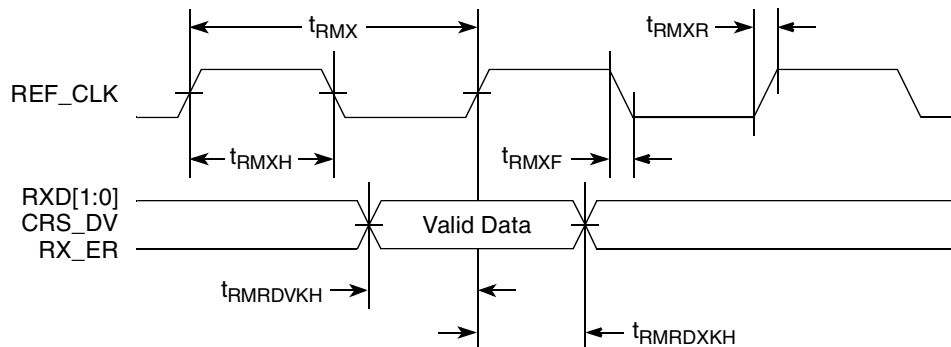 tRMX
tRMXR
REF_CLK
tRMXH
tRMXF
RXD[1:0]
CRS_DV
RX_ER
Valid Data
tRMRDVKH
tRMRDXKH